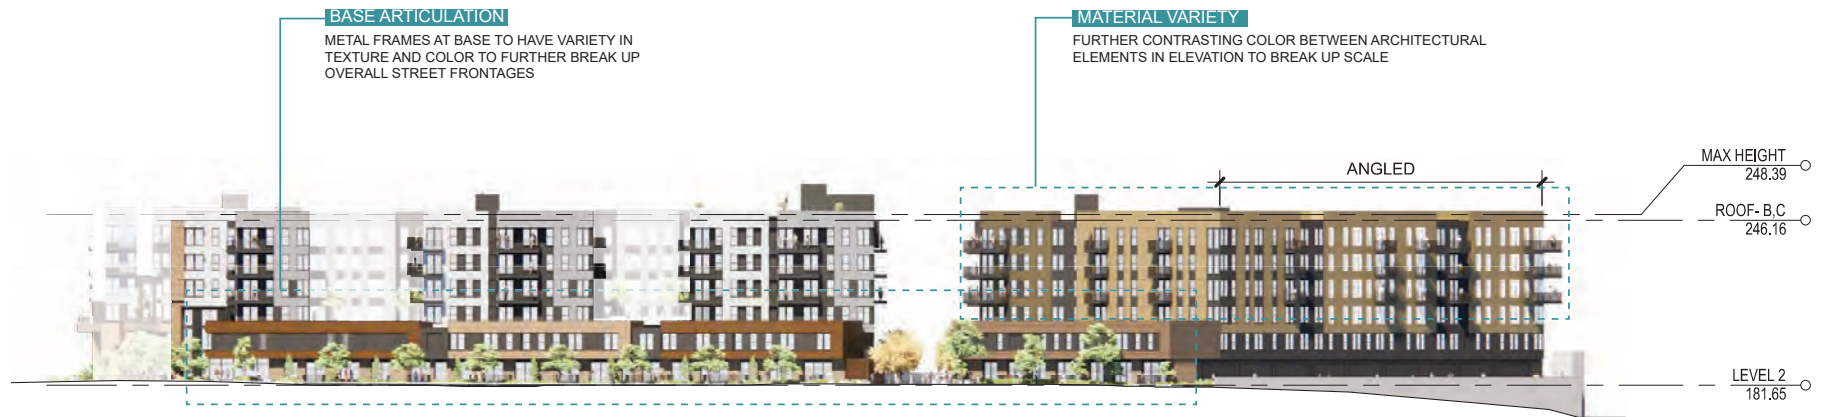 BASE ARTICULATION
METAL FRAMES AT BASE TO HAVE VARIETY IN
TEXTURE AND COLOR TO FURTHER BREAK UP
OVERALL STREET FRONTAGES
MATERIAL VARIETY
FURTHER CONTRASTING COLOR BETWEEN ARCHITECTURAL
ELEMENTS IN ELEVATION TO BREAK UP SCALE
ANGLED
MAX HEIGHT
248.39
ROOF- B,C
246.16
LEVEL 2
181.65